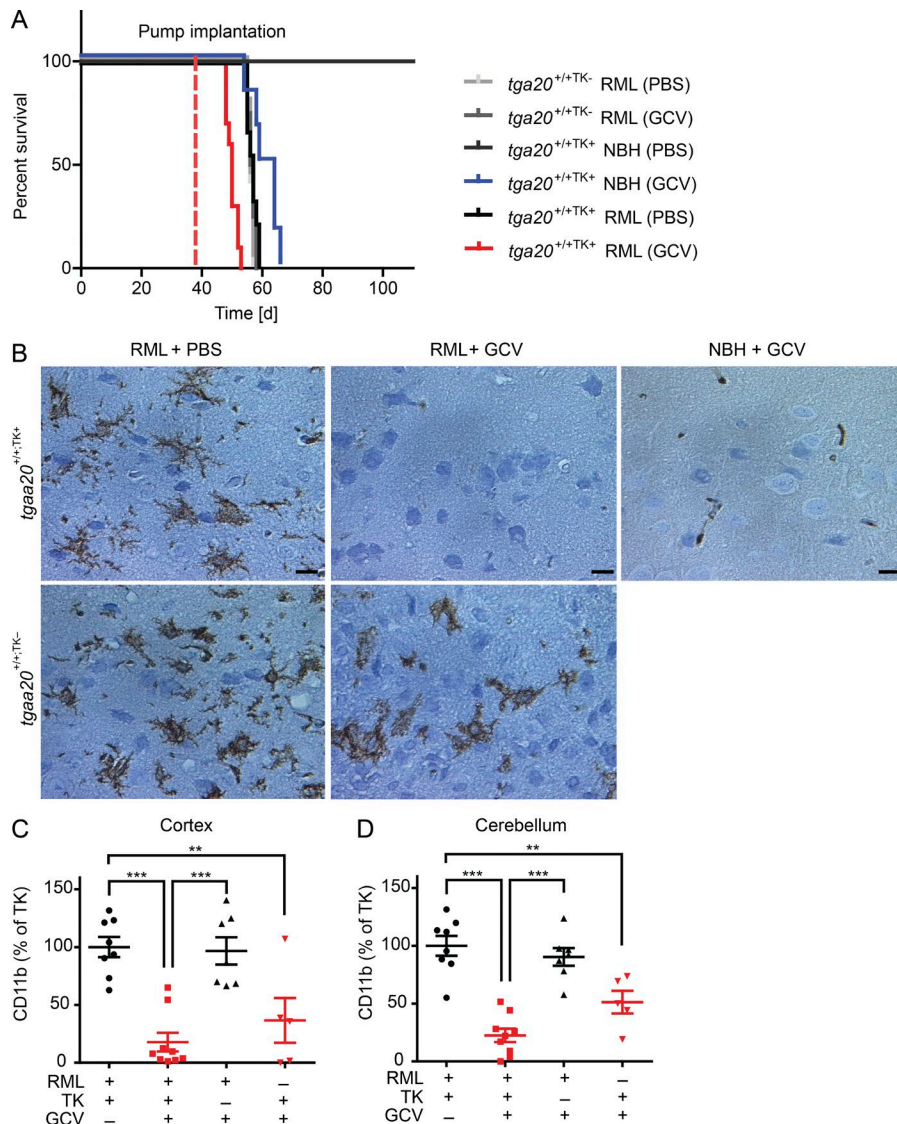 A
Pump implantation
Percent survival
100
50
0
0 20 40 60 80 100
Time [d]
tga20+/+TK- RML (PBS)
tga20+/+TK- RML (GCV)
tga20+/+TK+ NBH (PBS)
tga20+/+TK+ NBH (GCV)
tga20+/+TK+ RML (PBS)
tga20+/+TK+ RML (GCV)
B
RML + PBS RML + GCV NBH + GCV
tgaa20+/+;TK+
tgaa20+/+;TK–
C
Cortex
**
*** ***
CD11b (% of TK)
150
100
50
0
RML + + + –
TK + + – +
GCV – + + +
D
Cerebellum
**
*** ***
CD11b (% of TK)
150
100
50
0
RML + + + –
TK + + – +
GCV – + + +